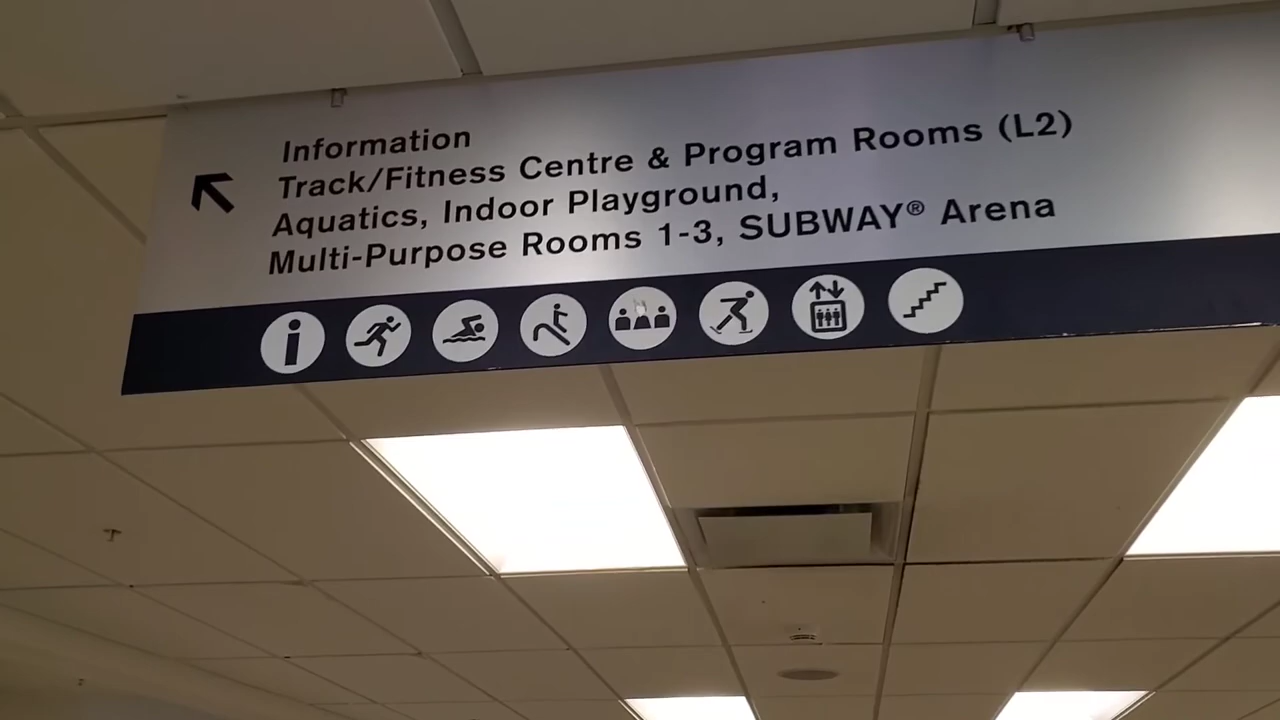 Information
Track/Fitness Centre & Program Rooms (L2)
Aquatics, Indoor Playground,
Multi-Purpose Rooms 1-3, SUBWAY® Arena